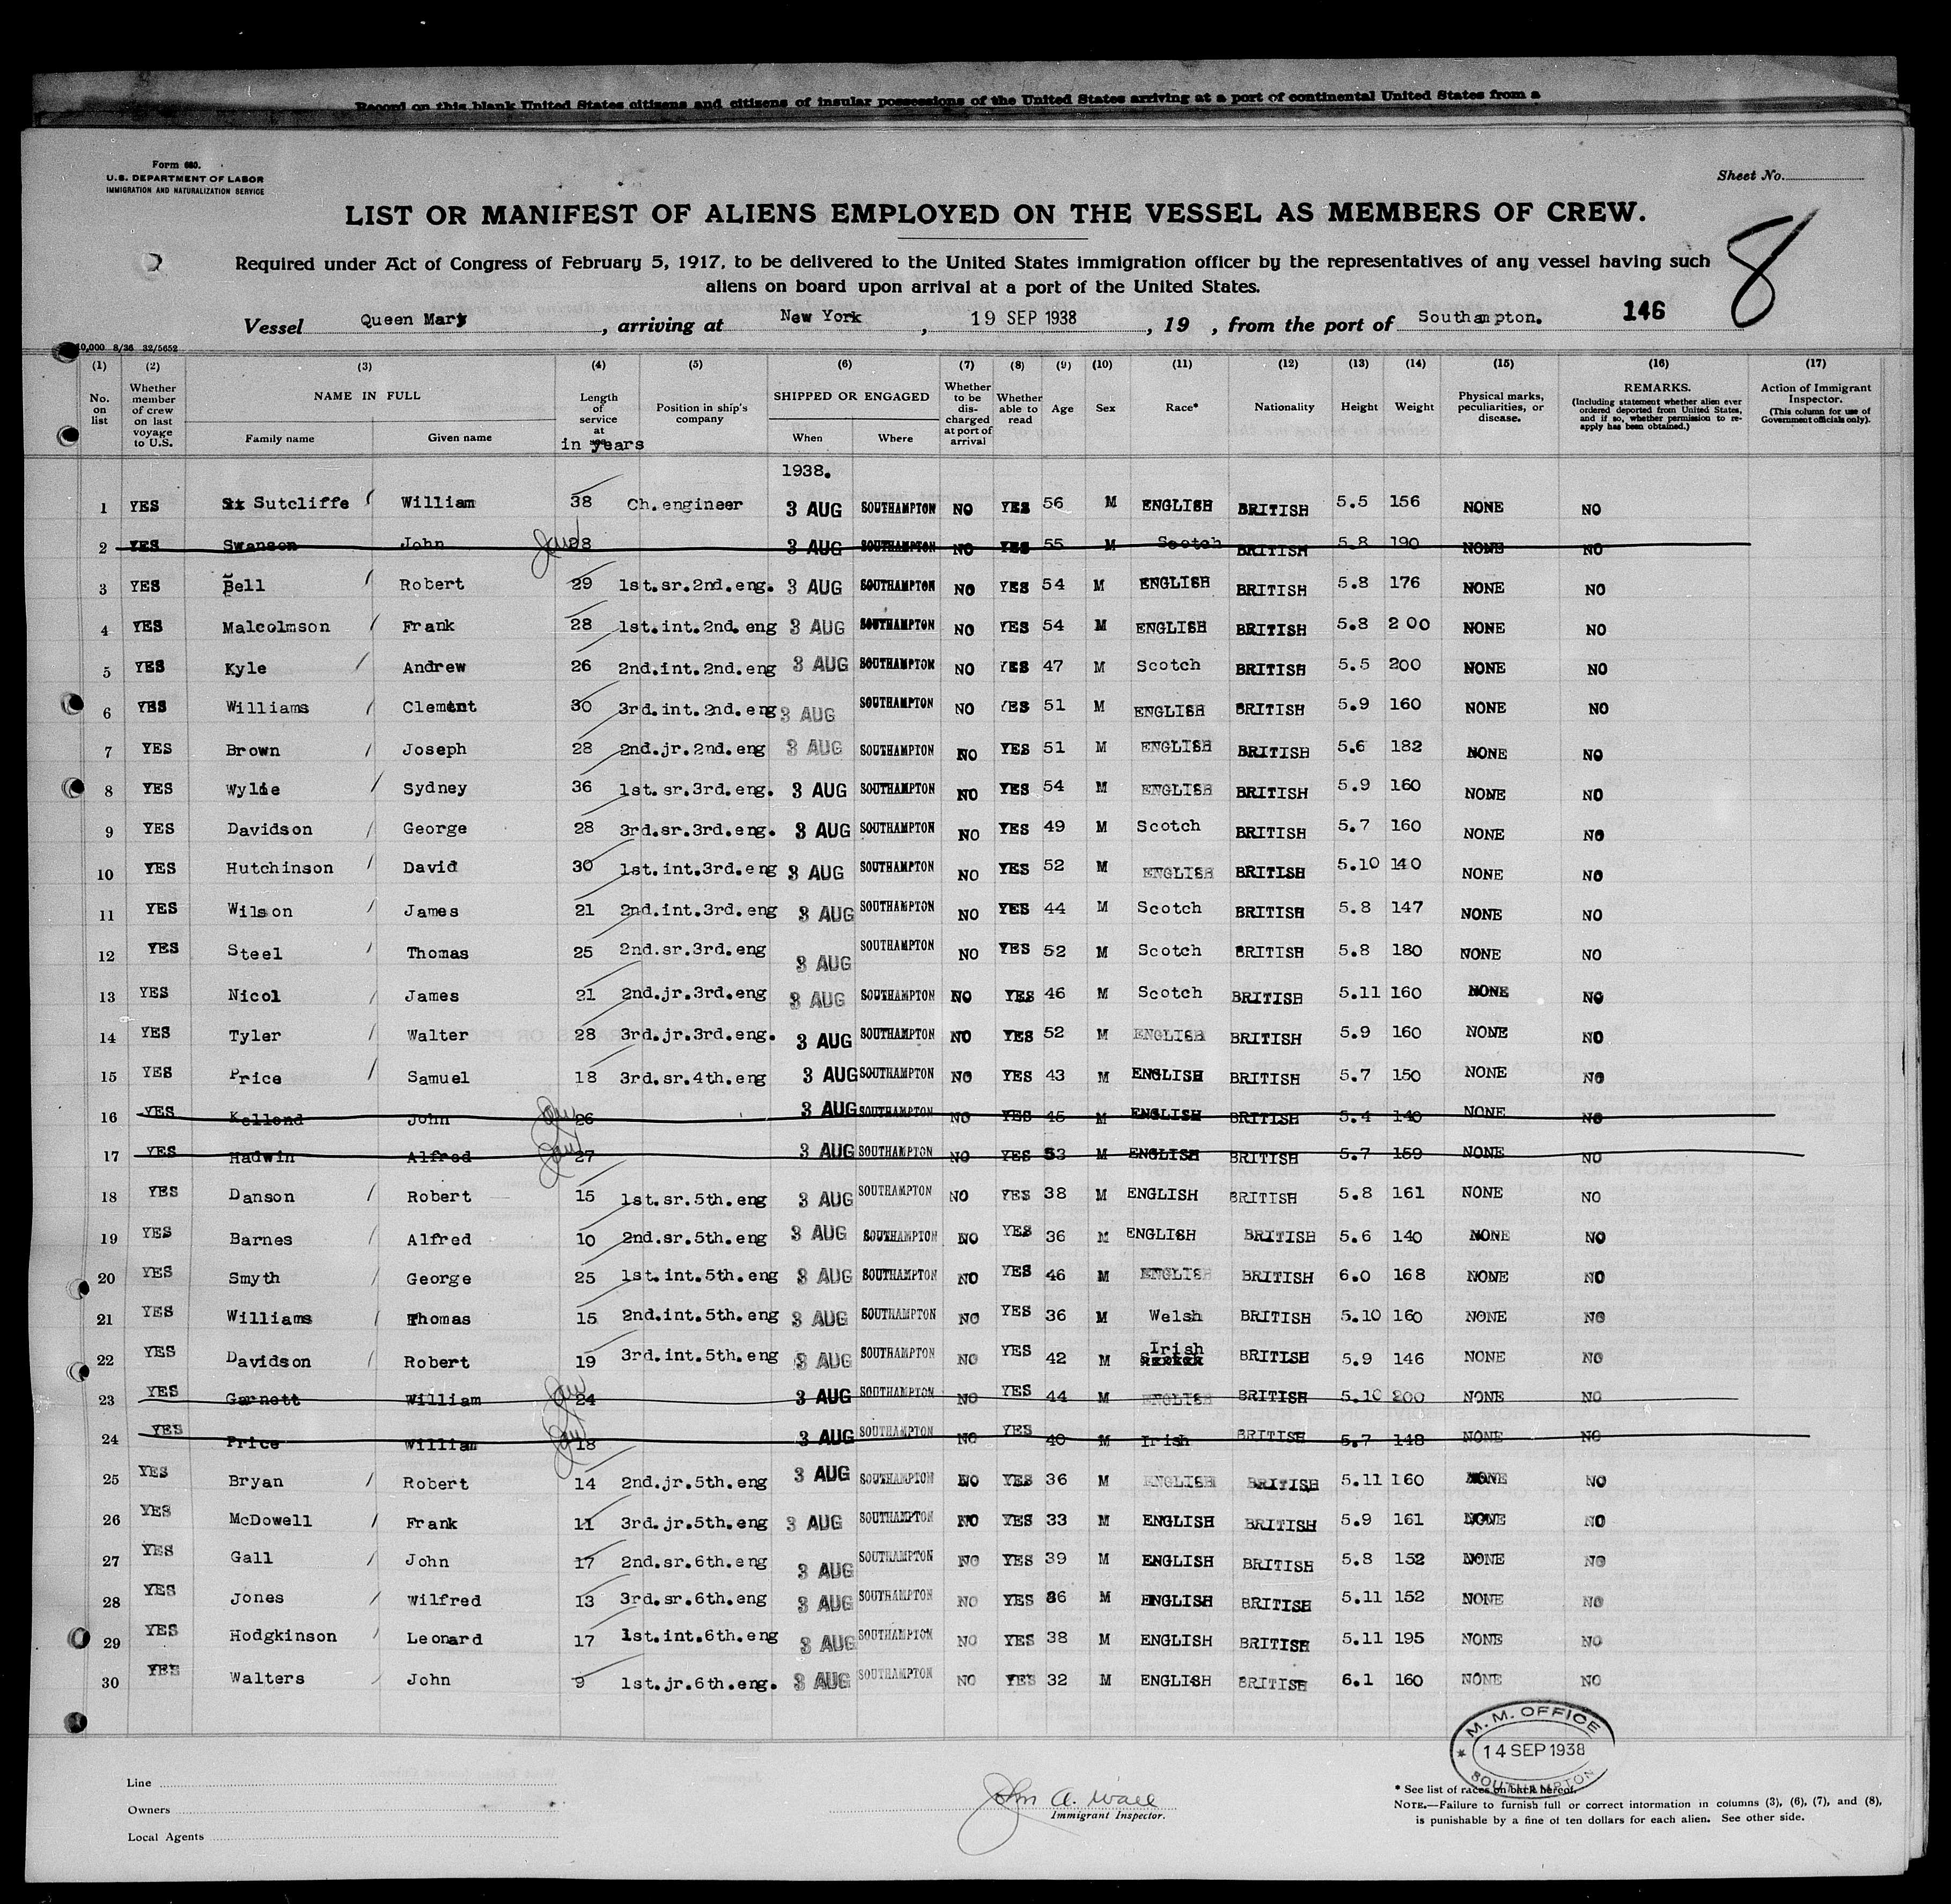 Record on this blank United States citizens and citizens of insular possessions of the United States arriving at a port of continental United States from a
Form 680.
U.S. DEPARTMENT OF LABOR
IMMIGRATION AND NATURALIZATION SERVICE
Sheet No.
LIST OR MANIFEST OF ALIENS EMPLOYED ON THE VESSEL AS MEMBERS OF CREW.
8
Required under Act of Congress of February 5, 1917, to be delivered to the United States immigration officer by the representatives of any vessel having such
aliens on board upon arrival at a port of the United States.
Vessel Queen Mary, arriving at New York, 19 SEP 1938, 19 , from the port of Southampton. 146
10,000 8/36 32/5652
(1) (2) (3) (4) (5) (6) (7) (8) (9) (10) (11) (12) (13) (14) (15) (16) (17)
No. on list Whether member of crew on last voyage to U.S. NAME IN FULL Family name Given name Length of service at in years Position in ship's company SHIPPED OR ENGAGED When Where Whether to be discharged at port of arrival Whether able to read Age Sex Race* Nationality Height Weight Physical marks, peculiarities, or disease. REMARKS. (Including statement whether alien ever ordered deported from United States, and if so, whether permission to re-apply has been obtained.) Action of Immigrant Inspector. (This column for use of Government officials only).
1938.
1 YES Sutcliffe William 38 Ch.engineer 3 AUG SOUTHAMPTON NO YES 56 M ENGLISH BRITISH 5.5 156 NONE NO
2 YES Swanson John 28 3 AUG SOUTHAMPTON NO YES 55 M Scotch BRITISH 5.8 190 NONE NO
3 YES Bell Robert 29 1st.sr.2nd.eng. 3 AUG SOUTHAMPTON NO YES 54 M ENGLISH BRITISH 5.8 176 NONE NO
4 YES Malcolmson Frank 28 1st.int.2nd.eng 3 AUG SOUTHAMPTON NO YES 54 M ENGLISH BRITISH 5.8 200 NONE NO
5 YES Kyle Andrew 26 2nd.int.2nd.eng 3 AUG SOUTHAMPTON NO YES 47 M Scotch BRITISH 5.5 200 NONE NO
6 YES Williams Clement 30 3rd.int.2nd.eng 3 AUG SOUTHAMPTON NO YES 51 M ENGLISH BRITISH 5.9 160 NONE NO
7 YES Brown Joseph 28 2nd.jr.2nd.eng 3 AUG SOUTHAMPTON NO YES 51 M ENGLISH BRITISH 5.6 182 NONE NO
8 YES Wylie Sydney 36 1st.sr.3rd.eng. 3 AUG SOUTHAMPTON NO YES 54 M ENGLISH BRITISH 5.9 160 NONE NO
9 YES Davidson George 28 3rd.sr.3rd.eng. 3 AUG SOUTHAMPTON NO YES 49 M Scotch BRITISH 5.7 160 NONE NO
10 YES Hutchinson David 30 1st.int.3rd.eng 3 AUG SOUTHAMPTON NO YES 52 M ENGLISH BRITISH 5.10 140 NONE NO
11 YES Wilson James 21 2nd.int.3rd.eng 3 AUG SOUTHAMPTON NO YES 44 M Scotch BRITISH 5.8 147 NONE NO
12 YES Steel Thomas 25 2nd.sr.3rd.eng 3 AUG SOUTHAMPTON NO YES 52 M Scotch BRITISH 5.8 180 NONE NO
13 YES Nicol James 21 2nd.jr.3rd.eng 3 AUG SOUTHAMPTON NO YES 46 M Scotch BRITISH 5.11 160 NONE NO
14 YES Tyler Walter 28 3rd.jr.3rd.eng. 3 AUG SOUTHAMPTON NO YES 52 M ENGLISH BRITISH 5.9 160 NONE NO
15 YES Price Samuel 18 3rd.sr.4th.eng 3 AUG SOUTHAMPTON NO YES 43 M ENGLISH BRITISH 5.7 150 NONE NO
16 YES Kellond John 26 3 AUG SOUTHAMPTON NO YES 45 M ENGLISH BRITISH 5.4 140 NONE NO
17 YES Hadwin Alfred 27 3 AUG SOUTHAMPTON NO YES 53 M ENGLISH BRITISH 5.7 159 NONE NO
18 YES Danson Robert 15 1st.sr.5th.eng 3 AUG SOUTHAMPTON NO YES 38 M ENGLISH BRITISH 5.8 161 NONE NO
19 YES Barnes Alfred 10 2nd.sr.5th.eng 3 AUG SOUTHAMPTON NO YES 36 M ENGLISH BRITISH 5.6 140 NONE NO
20 YES Smyth George 25 1st.int.5th.eng 3 AUG SOUTHAMPTON NO YES 46 M ENGLISH BRITISH 6.0 168 NONE NO
21 YES Williams Thomas 15 2nd.int.5th.eng 3 AUG SOUTHAMPTON NO YES 36 M Welsh BRITISH 5.10 160 NONE NO
22 YES Davidson Robert 19 3rd.int.5th.eng 3 AUG SOUTHAMPTON NO YES 42 M Irish BRITISH 5.9 146 NONE NO
23 YES Garnett William 24 3 AUG SOUTHAMPTON NO YES 44 M ENGLISH BRITISH 5.10 200 NONE NO
24 YES Price William 18 3 AUG SOUTHAMPTON NO YES 40 M Irish BRITISH 5.7 148 NONE NO
25 YES Bryan Robert 14 2nd.jr.5th.eng 3 AUG SOUTHAMPTON NO YES 36 M ENGLISH BRITISH 5.11 160 NONE NO
26 YES McDowell Frank 11 3rd.jr.5th.eng 3 AUG SOUTHAMPTON NO YES 33 M ENGLISH BRITISH 5.9 161 NONE NO
27 YES Gall John 17 2nd.sr.6th.eng 3 AUG SOUTHAMPTON NO YES 39 M ENGLISH BRITISH 5.8 152 NONE NO
28 YES Jones Wilfred 13 3rd.sr.6th.eng 3 AUG SOUTHAMPTON NO YES 36 M ENGLISH BRITISH 5.11 152 NONE NO
29 YES Hodgkinson Leonard 17 1st.int.6th.eng 3 AUG SOUTHAMPTON NO YES 38 M ENGLISH BRITISH 5.11 195 NONE NO
30 YES Walters John 9 1st.jr.6th.eng. 3 AUG SOUTHAMPTON NO YES 32 M ENGLISH BRITISH 6.1 160 NONE NO
M. M. OFFICE
* 14 SEP 1938
SOUTHAMPTON
Line
Owners
Local Agents
John A. Wall
Immigrant Inspector.
* See list of races on back hereof.
NOTE.—Failure to furnish full or correct information in columns (3), (6), (7), and (8),
is punishable by a fine of ten dollars for each alien. See other side.